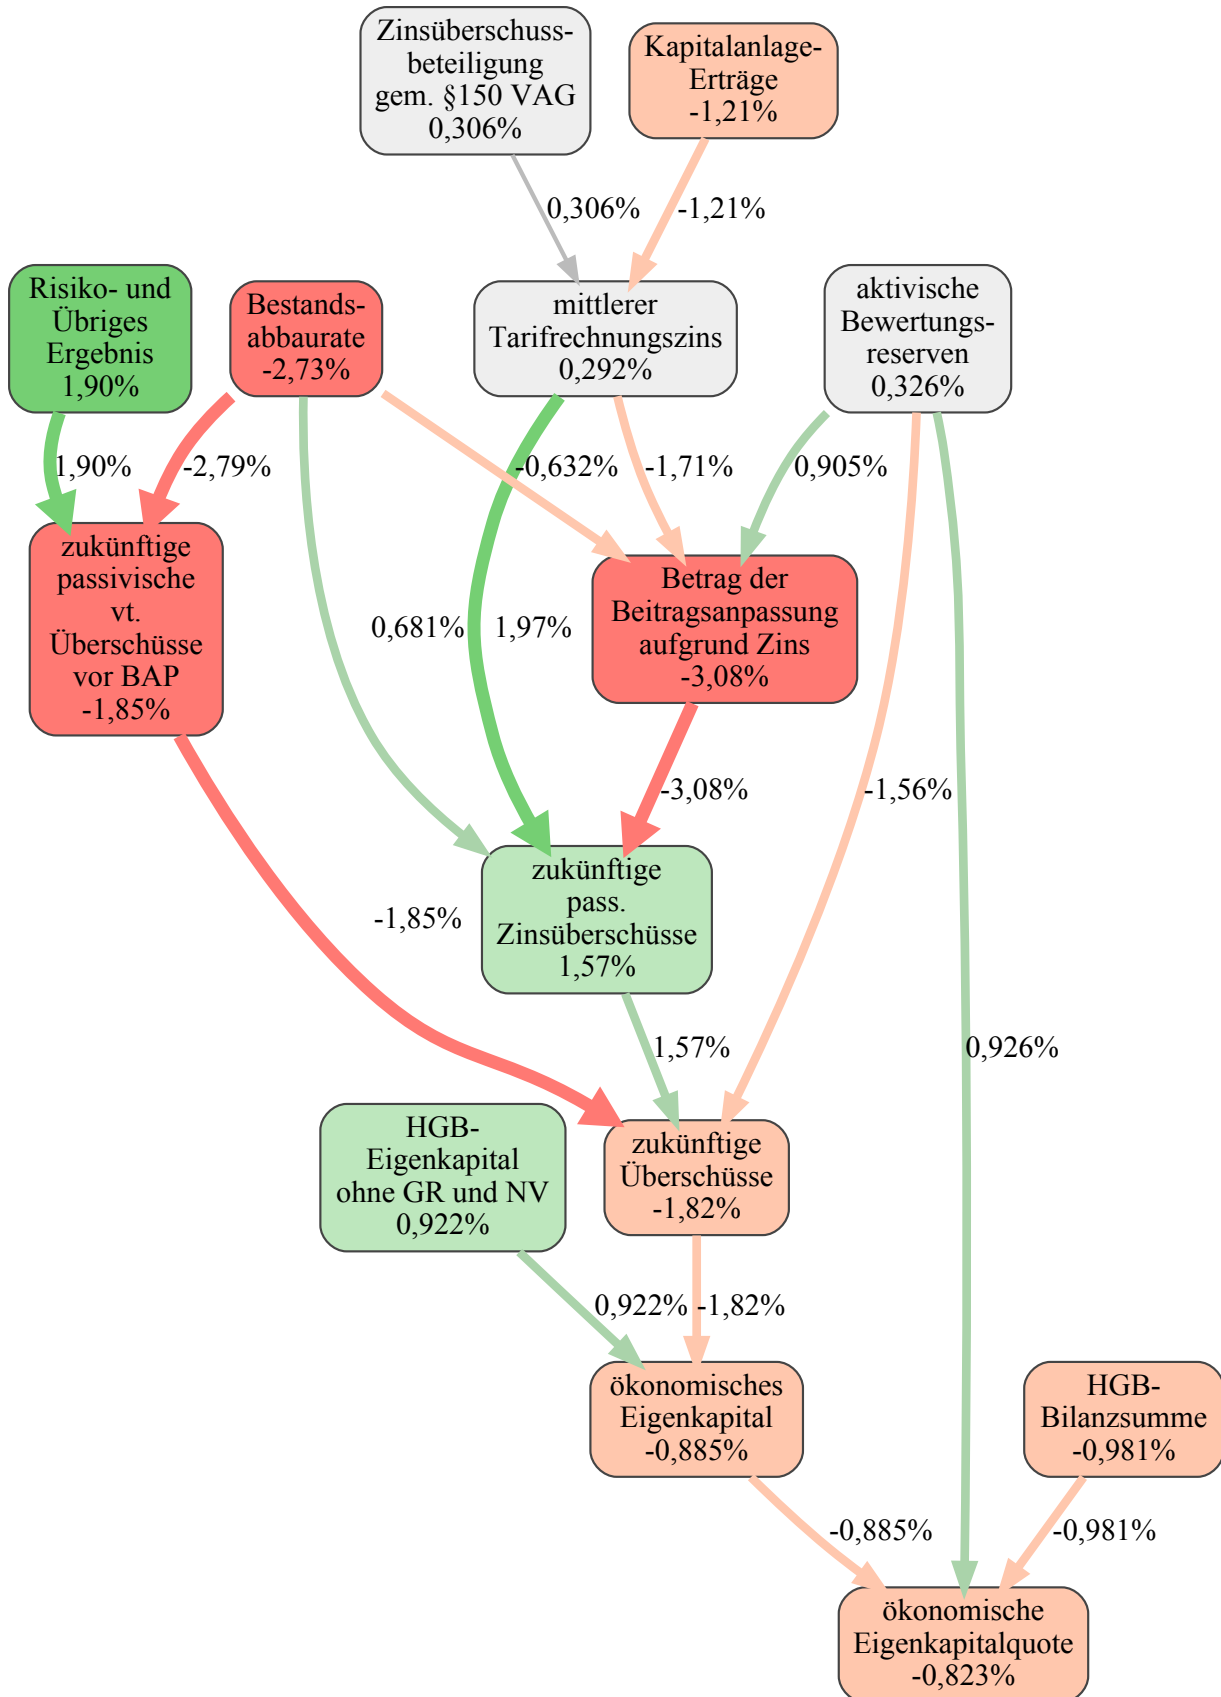 Zinsüberschuss-
beteiligung
gem. §150 VAG
0,306%
Kapitalanlage-
Erträge
-1,21%
0,306%
-1,21%
Risiko- und
Übriges
Ergebnis
1,90%
Bestands-
abbaurate
-2,73%
mittlerer
Tarifrechnungszins
0,292%
aktivische
Bewertungs-
reserven
0,326%
1,90%
-2,79%
-0,632%
-1,71%
0,905%
zukünftige
passivische
vt.
Überschüsse
vor BAP
-1,85%
Betrag der
Beitragsanpassung
aufgrund Zins
-3,08%
0,681%
1,97%
-3,08%
-1,56%
zukünftige
pass.
Zinsüberschüsse
1,57%
-1,85%
1,57%
0,926%
HGB-
Eigenkapital
ohne GR und NV
0,922%
zukünftige
Überschüsse
-1,82%
0,922%
-1,82%
ökonomisches
Eigenkapital
-0,885%
HGB-
Bilanzsumme
-0,981%
-0,885%
-0,981%
ökonomische
Eigenkapitalquote
-0,823%